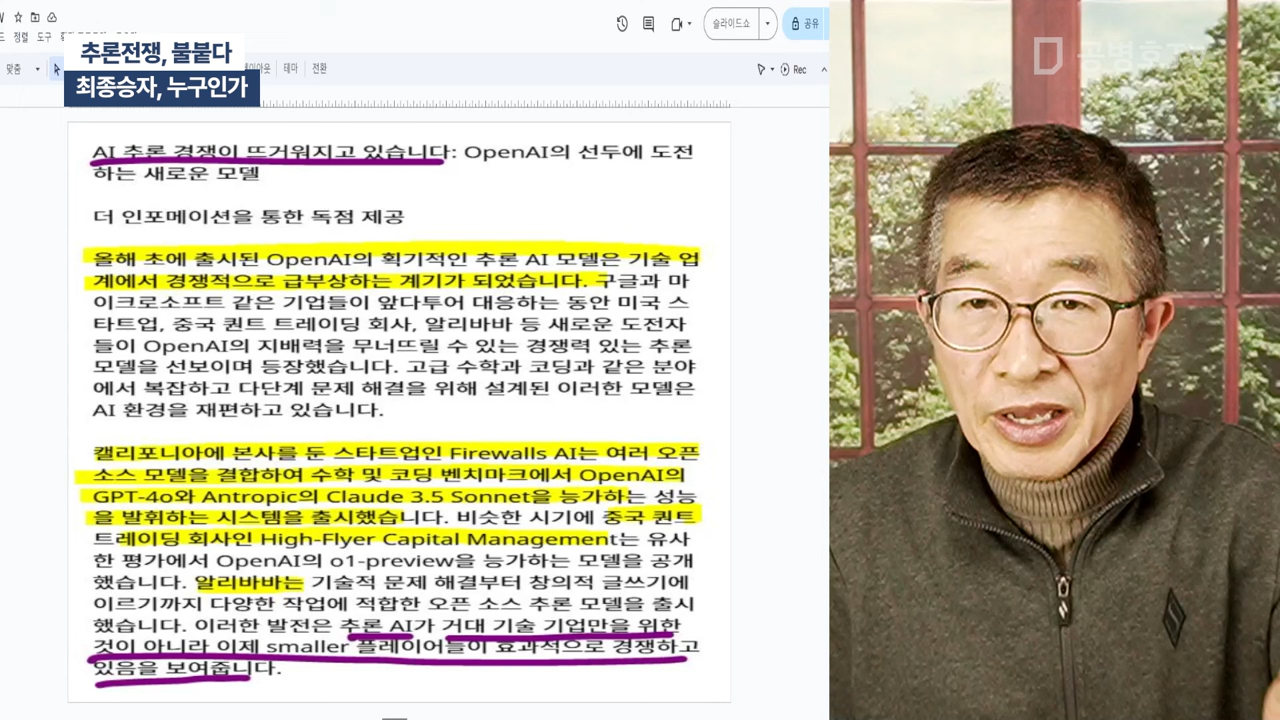 정렬 도구
슬라이드쇼
공유
추론전쟁, 불붙다
최종승자, 누구인가
맞춤
테마
전환
Rec
공병호TV
AI 추론 경쟁이 뜨거워지고 있습니다: OpenAI의 선두에 도전
하는 새로운 모델
더 인포메이션을 통한 독점 제공
올해 초에 출시된 OpenAI의 획기적인 추론 AI 모델은 기술 업
계에서 경쟁적으로 급부상하는 계기가 되었습니다. 구글과 마
이크로소프트 같은 기업들이 앞다투어 대응하는 동안 미국 스
타트업, 중국 퀀트 트레이딩 회사, 알리바바 등 새로운 도전자
들이 OpenAI의 지배력을 무너뜨릴 수 있는 경쟁력 있는 추론
모델을 선보이며 등장했습니다. 고급 수학과 코딩과 같은 분야
에서 복잡하고 다단계 문제 해결을 위해 설계된 이러한 모델은
AI 환경을 재편하고 있습니다.
캘리포니아에 본사를 둔 스타트업인 Firewalls AI는 여러 오픈
소스 모델을 결합하여 수학 및 코딩 벤치마크에서 OpenAI의
GPT-4o와 Antropic의 Claude 3.5 Sonnet을 능가하는 성능
을 발휘하는 시스템을 출시했습니다. 비슷한 시기에 중국 퀀트
트레이딩 회사인 High-Flyer Capital Management는 유사
한 평가에서 OpenAI의 o1-preview을 능가하는 모델을 공개
했습니다. 알리바바는 기술적 문제 해결부터 창의적 글쓰기에
이르기까지 다양한 작업에 적합한 오픈 소스 추론 모델을 출시
했습니다. 이러한 발전은 추론 AI가 거대 기술 기업만을 위한
것이 아니라 이제 smaller 플레이어들이 효과적으로 경쟁하고
있음을 보여줍니다.